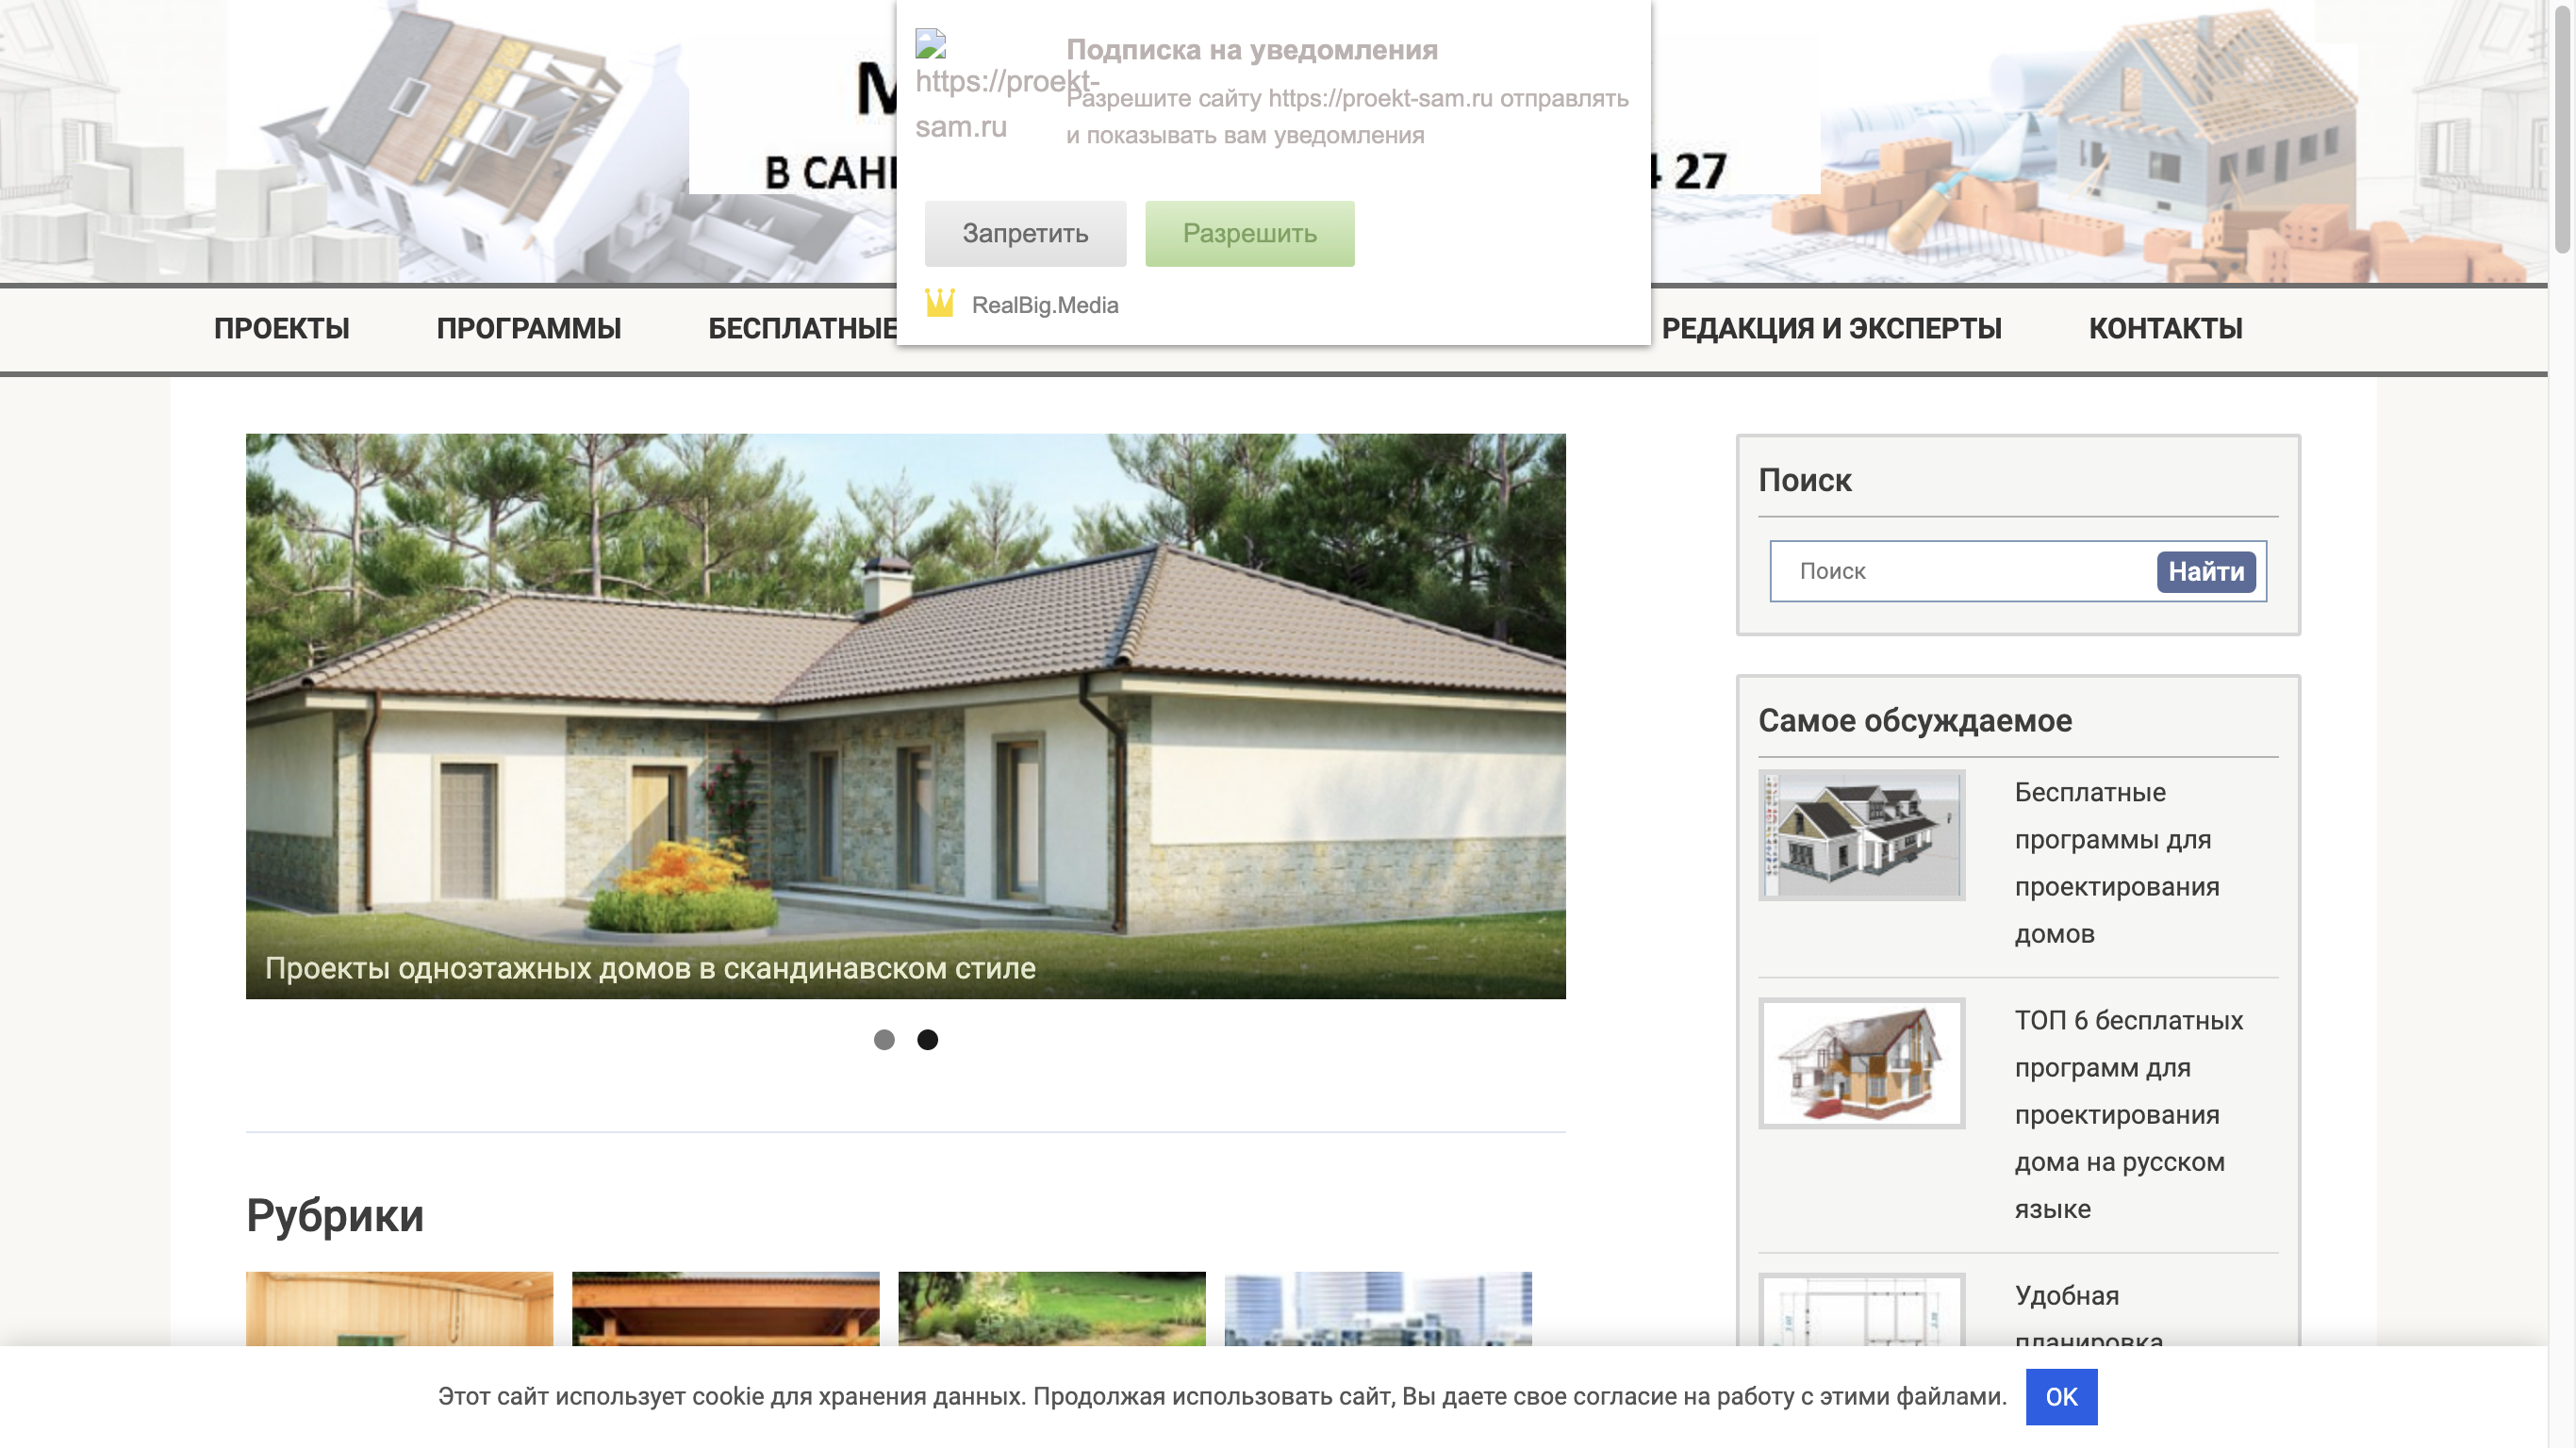 Подписка на уведомления
https://proekt-
sam.ru
Разрешите сайту https://proekt-sam.ru отправлять
и показывать вам уведомления
В САН
27
Запретить
Разрешить
RealBig.Media
ПРОЕКТЫ
ПРОГРАММЫ
БЕСПЛАТНЫЕ
РЕДАКЦИЯ И ЭКСПЕРТЫ
КОНТАКТЫ
Поиск
Поиск
Найти
Проекты одноэтажных домов в скандинавском стиле
Самое обсуждаемое
Бесплатные
программы для
проектирования
домов
ТОП 6 бесплатных
программ для
проектирования
дома на русском
языке
Удобная
планировка
Рубрики
Этот сайт использует cookie для хранения данных. Продолжая использовать сайт, Вы даете свое согласие на работу с этими файлами.
OK